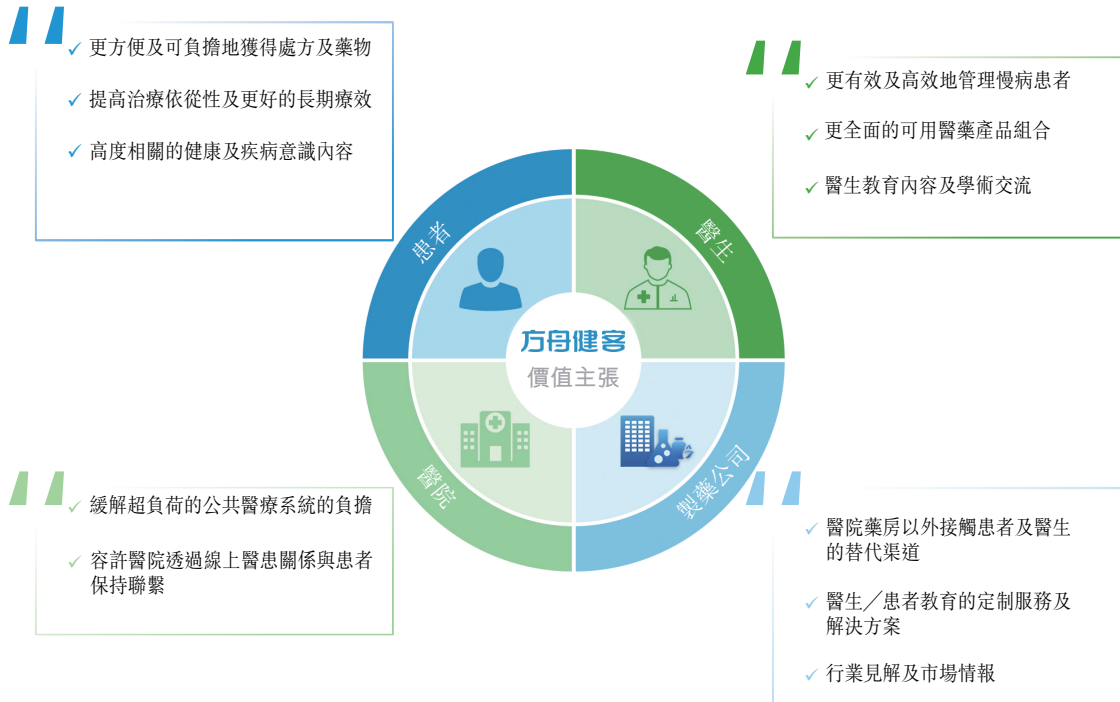 更方便及可負擔地獲得處方及藥物
提高治療依從性及更好的長期療效
高度相關的健康及疾病意識內容
更有效及高效地管理慢病患者
更全面的可用醫藥產品組合
醫生教育內容及學術交流
患者
醫生
方舟健客
價值主張
醫院
製藥公司
緩解超負荷的公共醫療系統的負擔
容許醫院透過線上醫患關係與患者
保持聯繫
醫院藥房以外接觸患者及醫生
的替代渠道
醫生／患者教育的定制服務及
解決方案
行業見解及市場情報